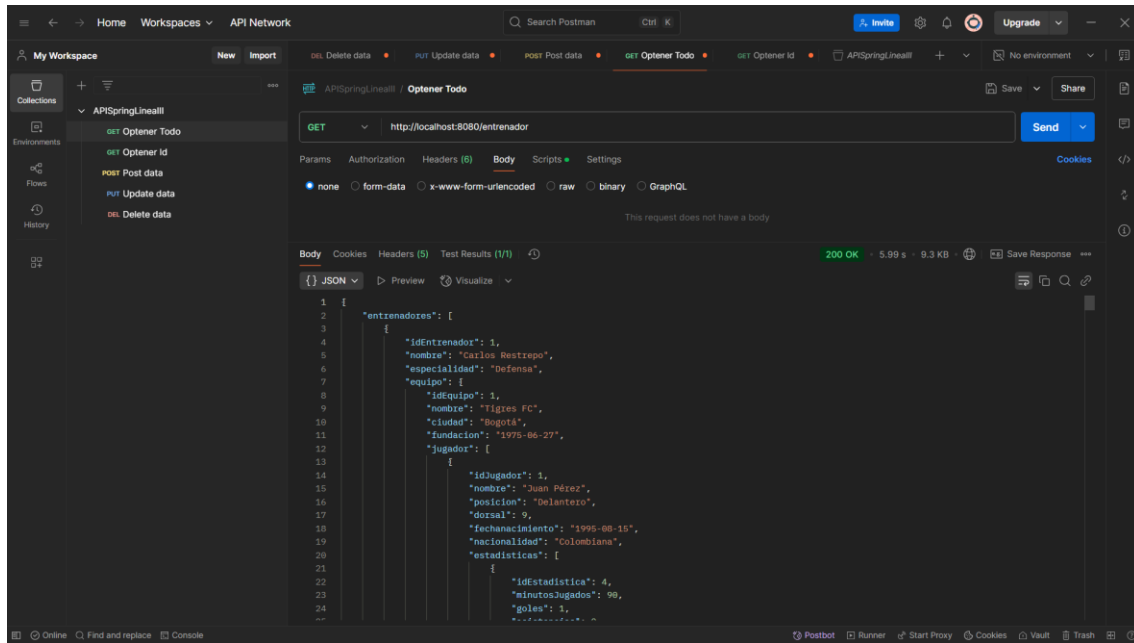 Home Workspaces API Network Search Postman Ctrl K Invite Upgrade
My Workspace New Import DEL Delete data PUT Update data POST Post data GET Optener Todo GET Optener Id APISpringLineaIII No environment
Collections
Environments
Flows
History
APISpringLineaIII
GET Optener Todo
GET Optener Id
POST Post data
PUT Update data
DEL Delete data
HTTP APISpringLineaIII / Optener Todo Save Share
GET http://localhost:8080/entrenador Send
Params Authorization Headers (6) Body Scripts Settings Cookies
none form-data x-www-form-urlencoded raw binary GraphQL
This request does not have a body
Body Cookies Headers (5) Test Results (1/1) 200 OK 5.99 s 9.3 KB Save Response
{} JSON Preview Visualize
1 {
2 "entrenadores": [
3 {
4 "idEntrenador": 1,
5 "nombre": "Carlos Restrepo",
6 "especialidad": "Defensa",
7 "equipo": {
8 "idEquipo": 1,
9 "nombre": "Tigres FC",
10 "ciudad": "Bogotá",
11 "fundacion": "1975-06-27",
12 "jugador": [
13 {
14 "idJugador": 1,
15 "nombre": "Juan Pérez",
16 "posicion": "Delantero",
17 "dorsal": 9,
18 "fechanacimiento": "1995-08-15",
19 "nacionalidad": "Colombiana",
20 "estadisticas": [
21 {
22 "idEstadistica": 4,
23 "minutosJugados": 90,
24 "goles": 1,
Online Find and replace Console Postbot Runner Start Proxy Cookies Vault Trash